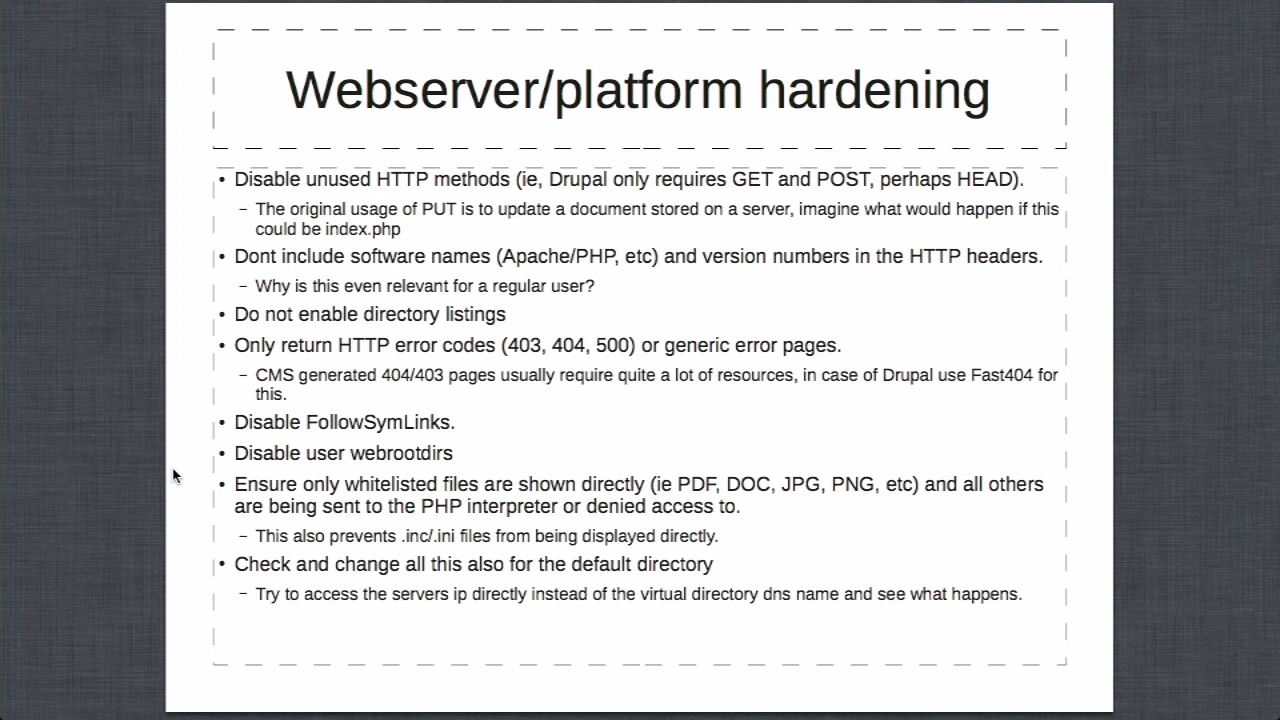 Webserver/platform hardening
• Disable unused HTTP methods (ie, Drupal only requires GET and POST, perhaps HEAD).
– The original usage of PUT is to update a document stored on a server, imagine what would happen if this
could be index.php
• Dont include software names (Apache/PHP, etc) and version numbers in the HTTP headers.
– Why is this even relevant for a regular user?
• Do not enable directory listings
• Only return HTTP error codes (403, 404, 500) or generic error pages.
– CMS generated 404/403 pages usually require quite a lot of resources, in case of Drupal use Fast404 for
this.
• Disable FollowSymLinks.
• Disable user webrootdirs
• Ensure only whitelisted files are shown directly (ie PDF, DOC, JPG, PNG, etc) and all others
are being sent to the PHP interpreter or denied access to.
– This also prevents .inc/.ini files from being displayed directly.
• Check and change all this also for the default directory
– Try to access the servers ip directly instead of the virtual directory dns name and see what happens.